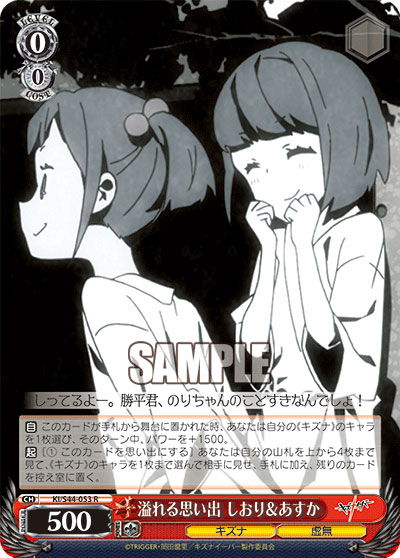 LEVEL
0
0
COST
SAMPLE
しってるよー。勝平君、のりちゃんのことすきなんでしょ!
自 このカードが手札から舞台に置かれた時、あなたは自分の《キズナ》のキャラ
を1枚選び、そのターン中、パワーを+1500。
起 [① このカードを思い出にする] あなたは自分の山札を上から4枚まで見
て、《キズナ》のキャラを1枚まで選んで相手に見せ、手札に加え、残りのカー
ドを控え室に置く。
CH KI/S44-053 R
500
溢れる思い出 しおり&あすか
キズナイーバー
キズナ 虚無
©TRIGGER・岡田麿里/キズナイーバー製作委員会